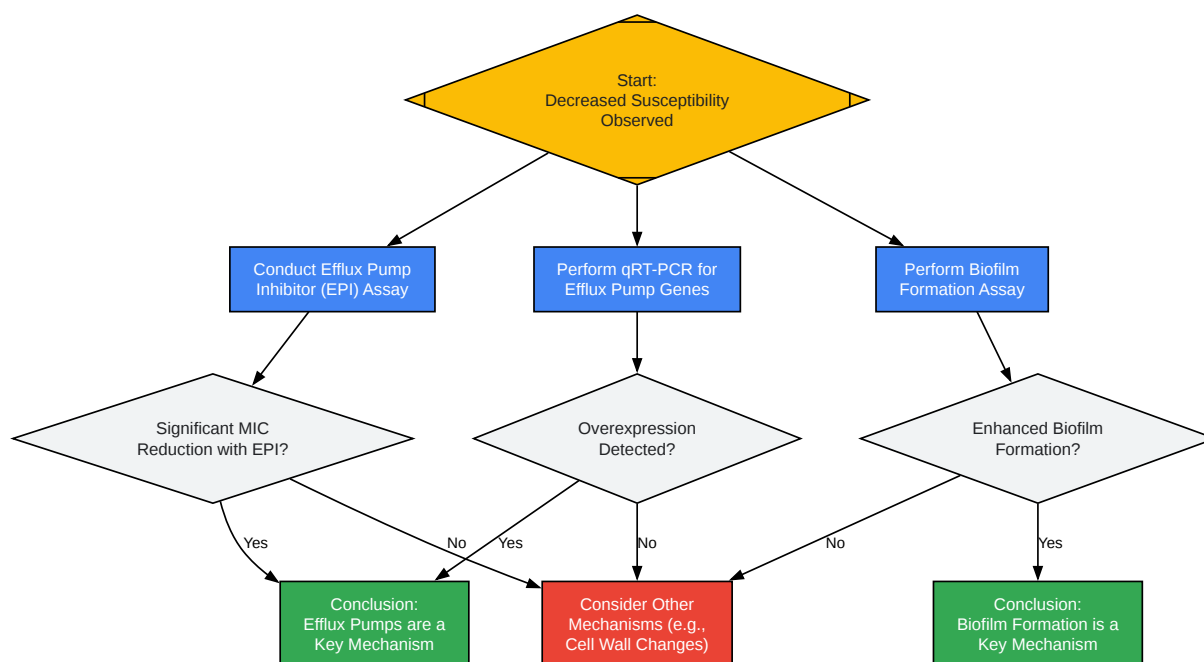 Start:
Decreased Susceptibility
Observed
Conduct Efflux Pump
Inhibitor (EPI) Assay
Perform qRT-PCR for
Efflux Pump Genes
Perform Biofilm
Formation Assay
Significant MIC
Reduction with EPI?
Overexpression
Detected?
Enhanced Biofilm
Formation?
Yes
No
Yes
No
No
Yes
Conclusion:
Efflux Pumps are a
Key Mechanism
Consider Other
Mechanisms (e.g.,
Cell Wall Changes)
Conclusion:
Biofilm Formation is a
Key Mechanism